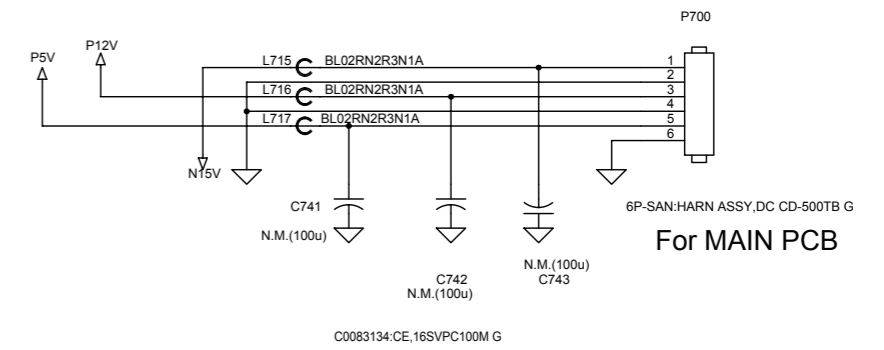 P700
P5V
P12V
L715 BL02RN2R3N1A
1
2
L716 BL02RN2R3N1A
3
4
L717 BL02RN2R3N1A
5
6
N15V
C741
N.M.(100u)
C742
N.M.(100u)
N.M.(100u)
C743
6P-SAN:HARN ASSY,DC CD-500TB G
For MAIN PCB
C0083134:CE,16SVPC100M G